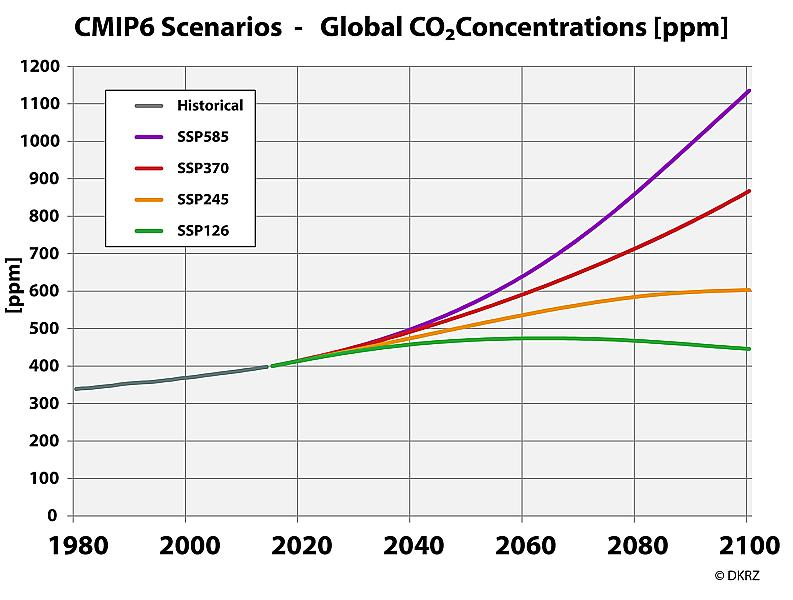 CMIP6 Scenarios - Global CO₂Concentrations [ppm]
1200
1100
1000
900
800
700
600
500
400
300
200
100
0
[ppm]
Historical
SSP585
SSP370
SSP245
SSP126
1980 2000 2020 2040 2060 2080 2100
© DKRZ